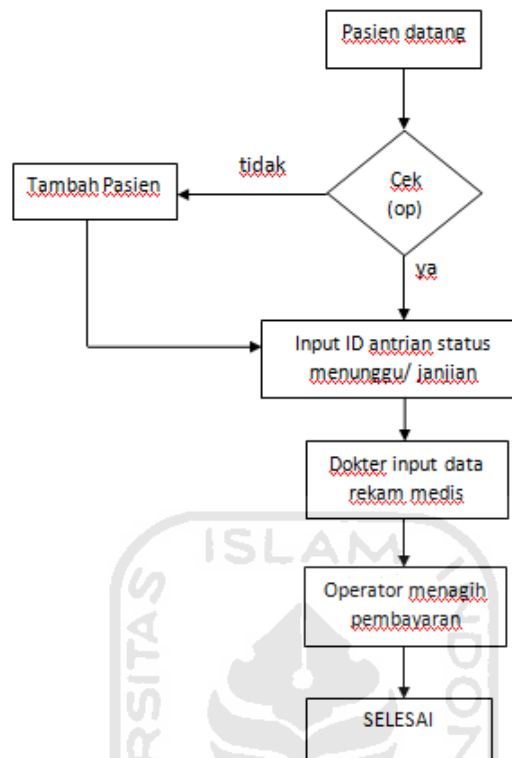 Pasien datang
Cek
(op)
tidak
Tambah Pasien
ya
Input ID antrian status
menunggu/ janjian
Dokter input data
rekam medis
Operator menagih
pembayaran
SELESAI
ISLAM